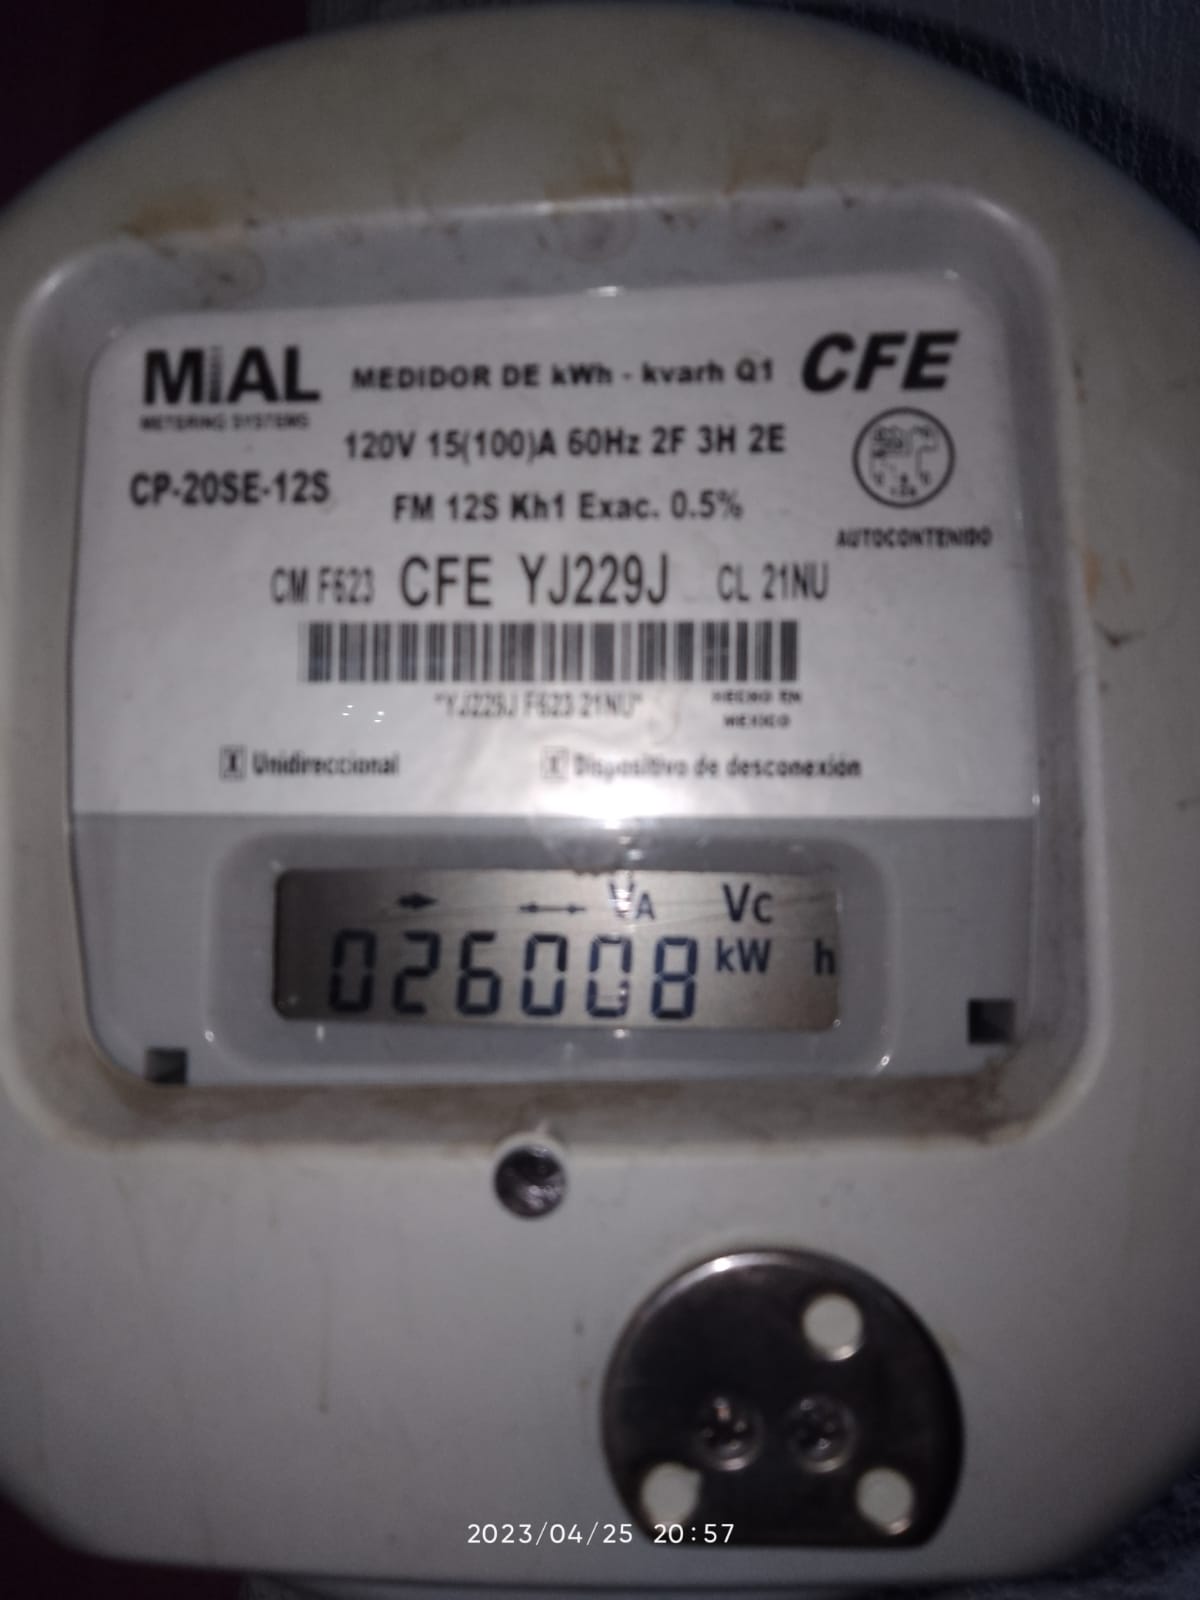 MiAL
METERING SYSTEMS
MEDIDOR DE kWh - kvarh Q1
CFE
120V 15(100)A 60Hz 2F 3H 2E
CP-20SE-12S
FM 12S Kh1 Exac. 0.5%
AUTOCONTENIDO
CM F623 CFE YJ229J CL 21NU
*YJ229J F623 21NU*
HECHO EN
MEXICO
X Unidireccional
X Dispositivo de desconexión
VA Vc
026008 kW h
2023/04/25 20:57